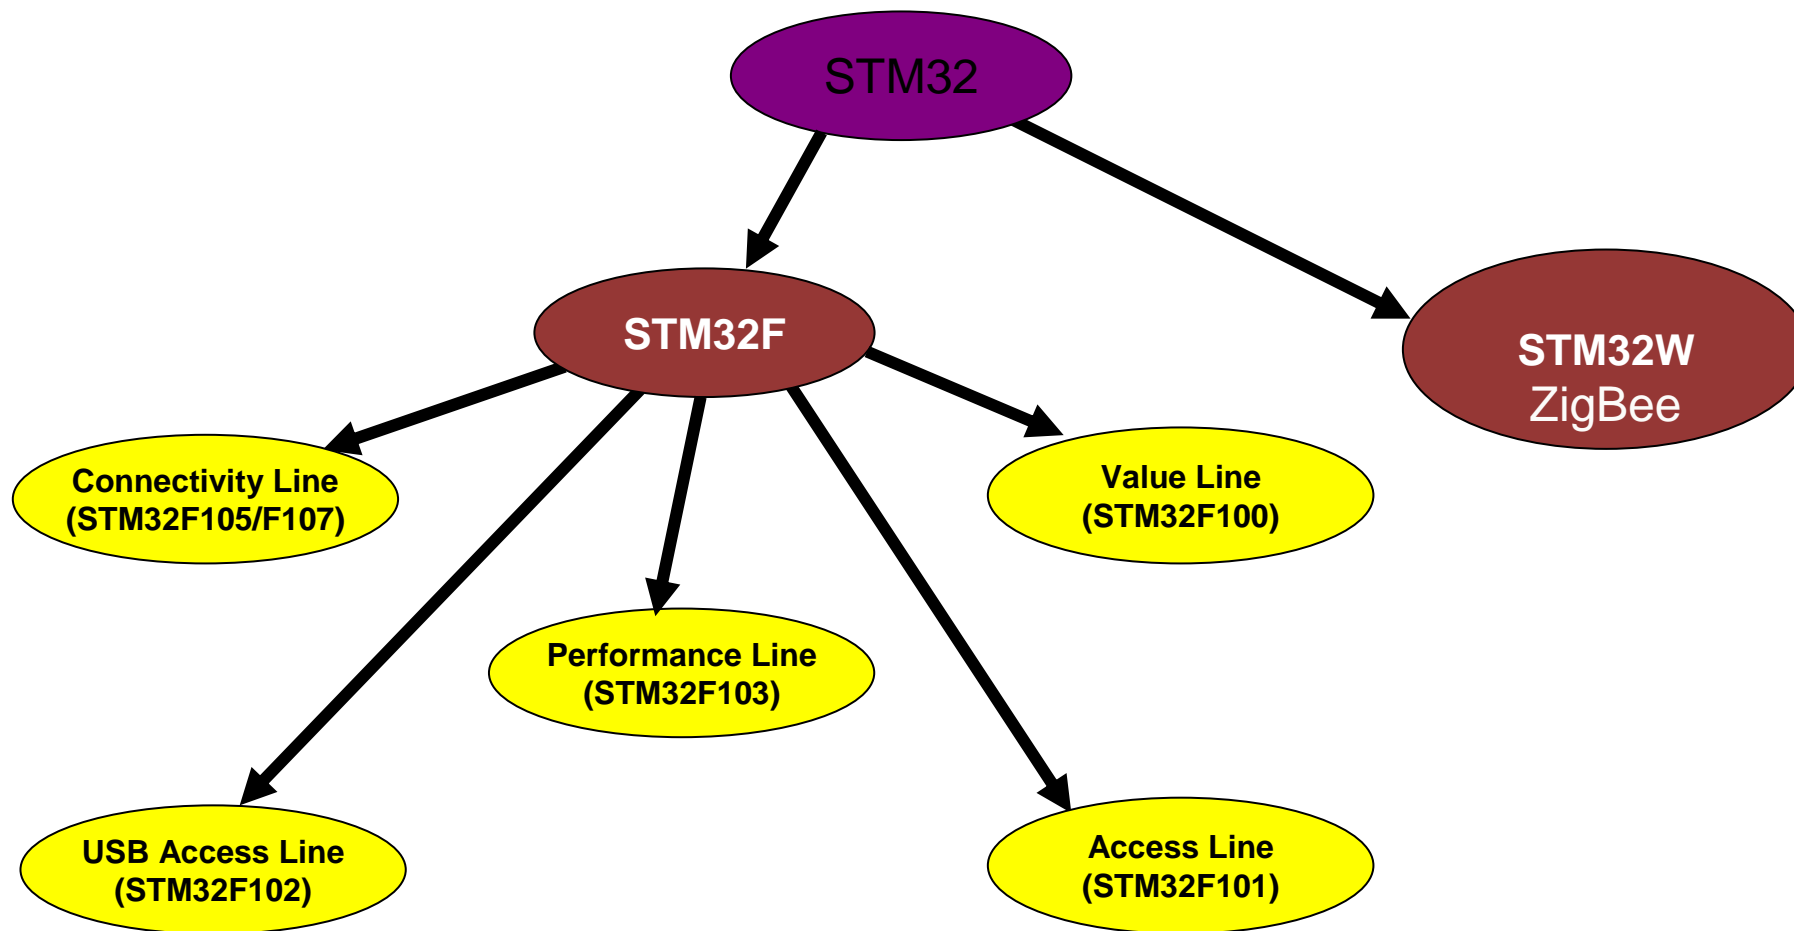 STM32
STM32F
STM32W
ZigBee
Connectivity Line
(STM32F105/F107)
Value Line
(STM32F100)
Performance Line
(STM32F103)
USB Access Line
(STM32F102)
Access Line
(STM32F101)